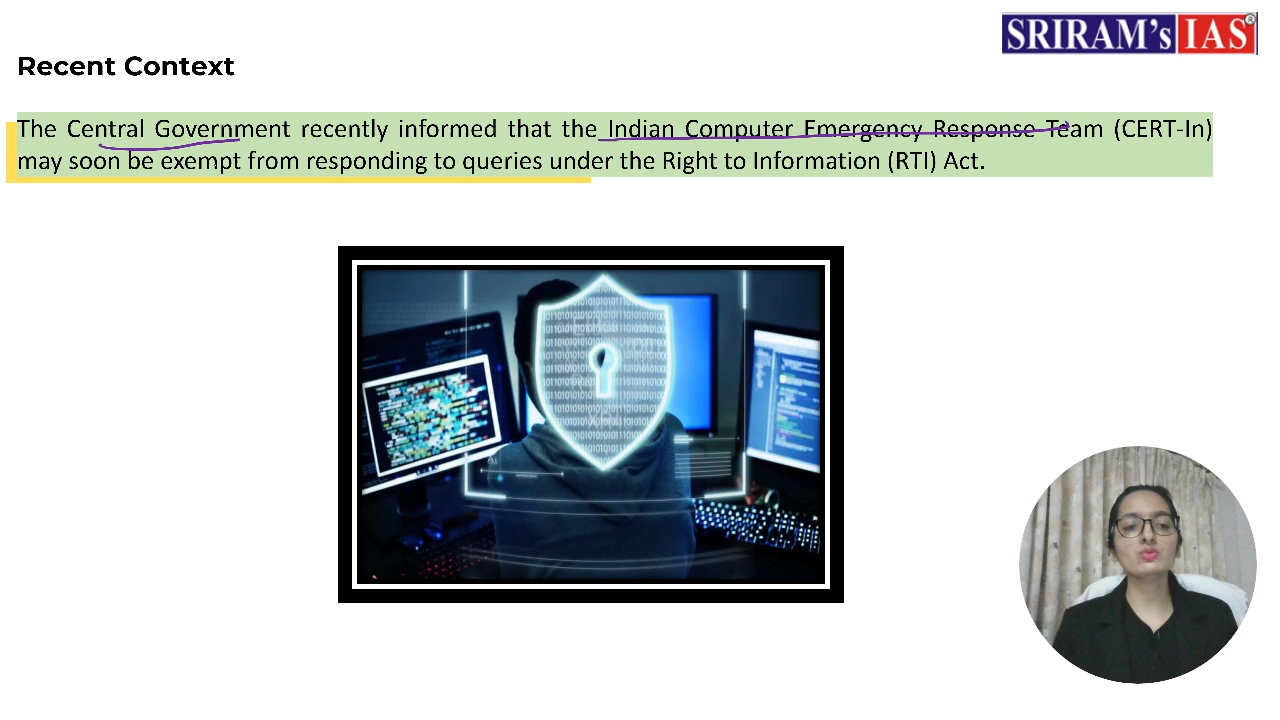 SRIRAM's IAS®
Recent Context
The Central Government recently informed that the Indian Computer Emergency Response Team (CERT-In)
may soon be exempt from responding to queries under the Right to Information (RTI) Act.